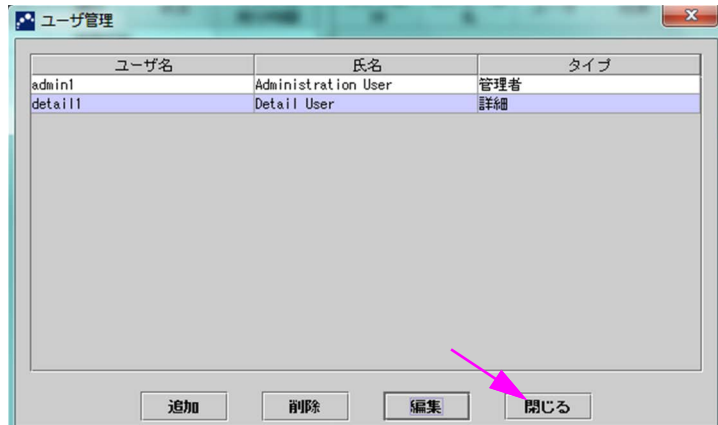 ユーザ管理
ユーザ名 氏名 タイプ
admin1 Administration User 管理者
detail1 Detail User 詳細
追加 削除 編集 閉じる